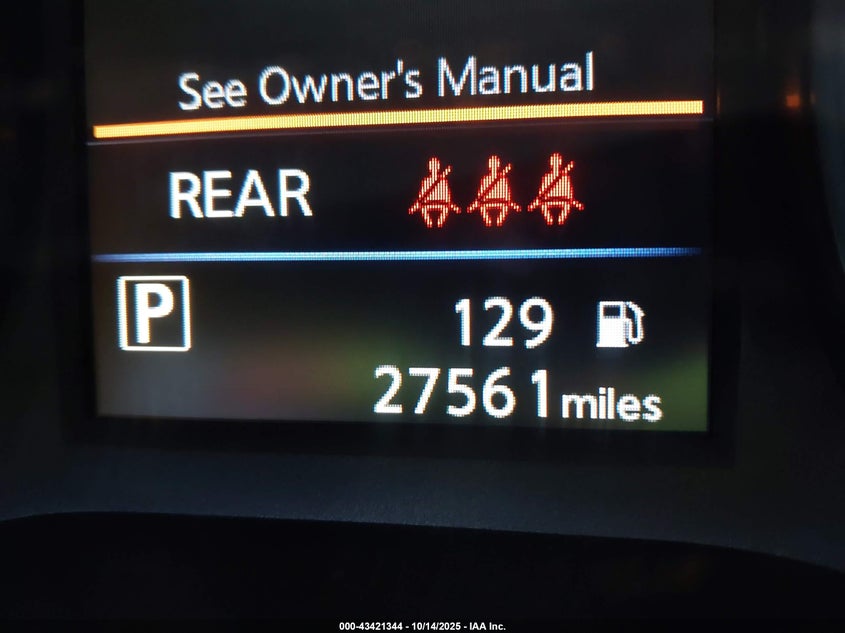 See Owner's Manual
REAR
P
129
27561 miles
000-43421344 - 10/14/2025 - IAA Inc.